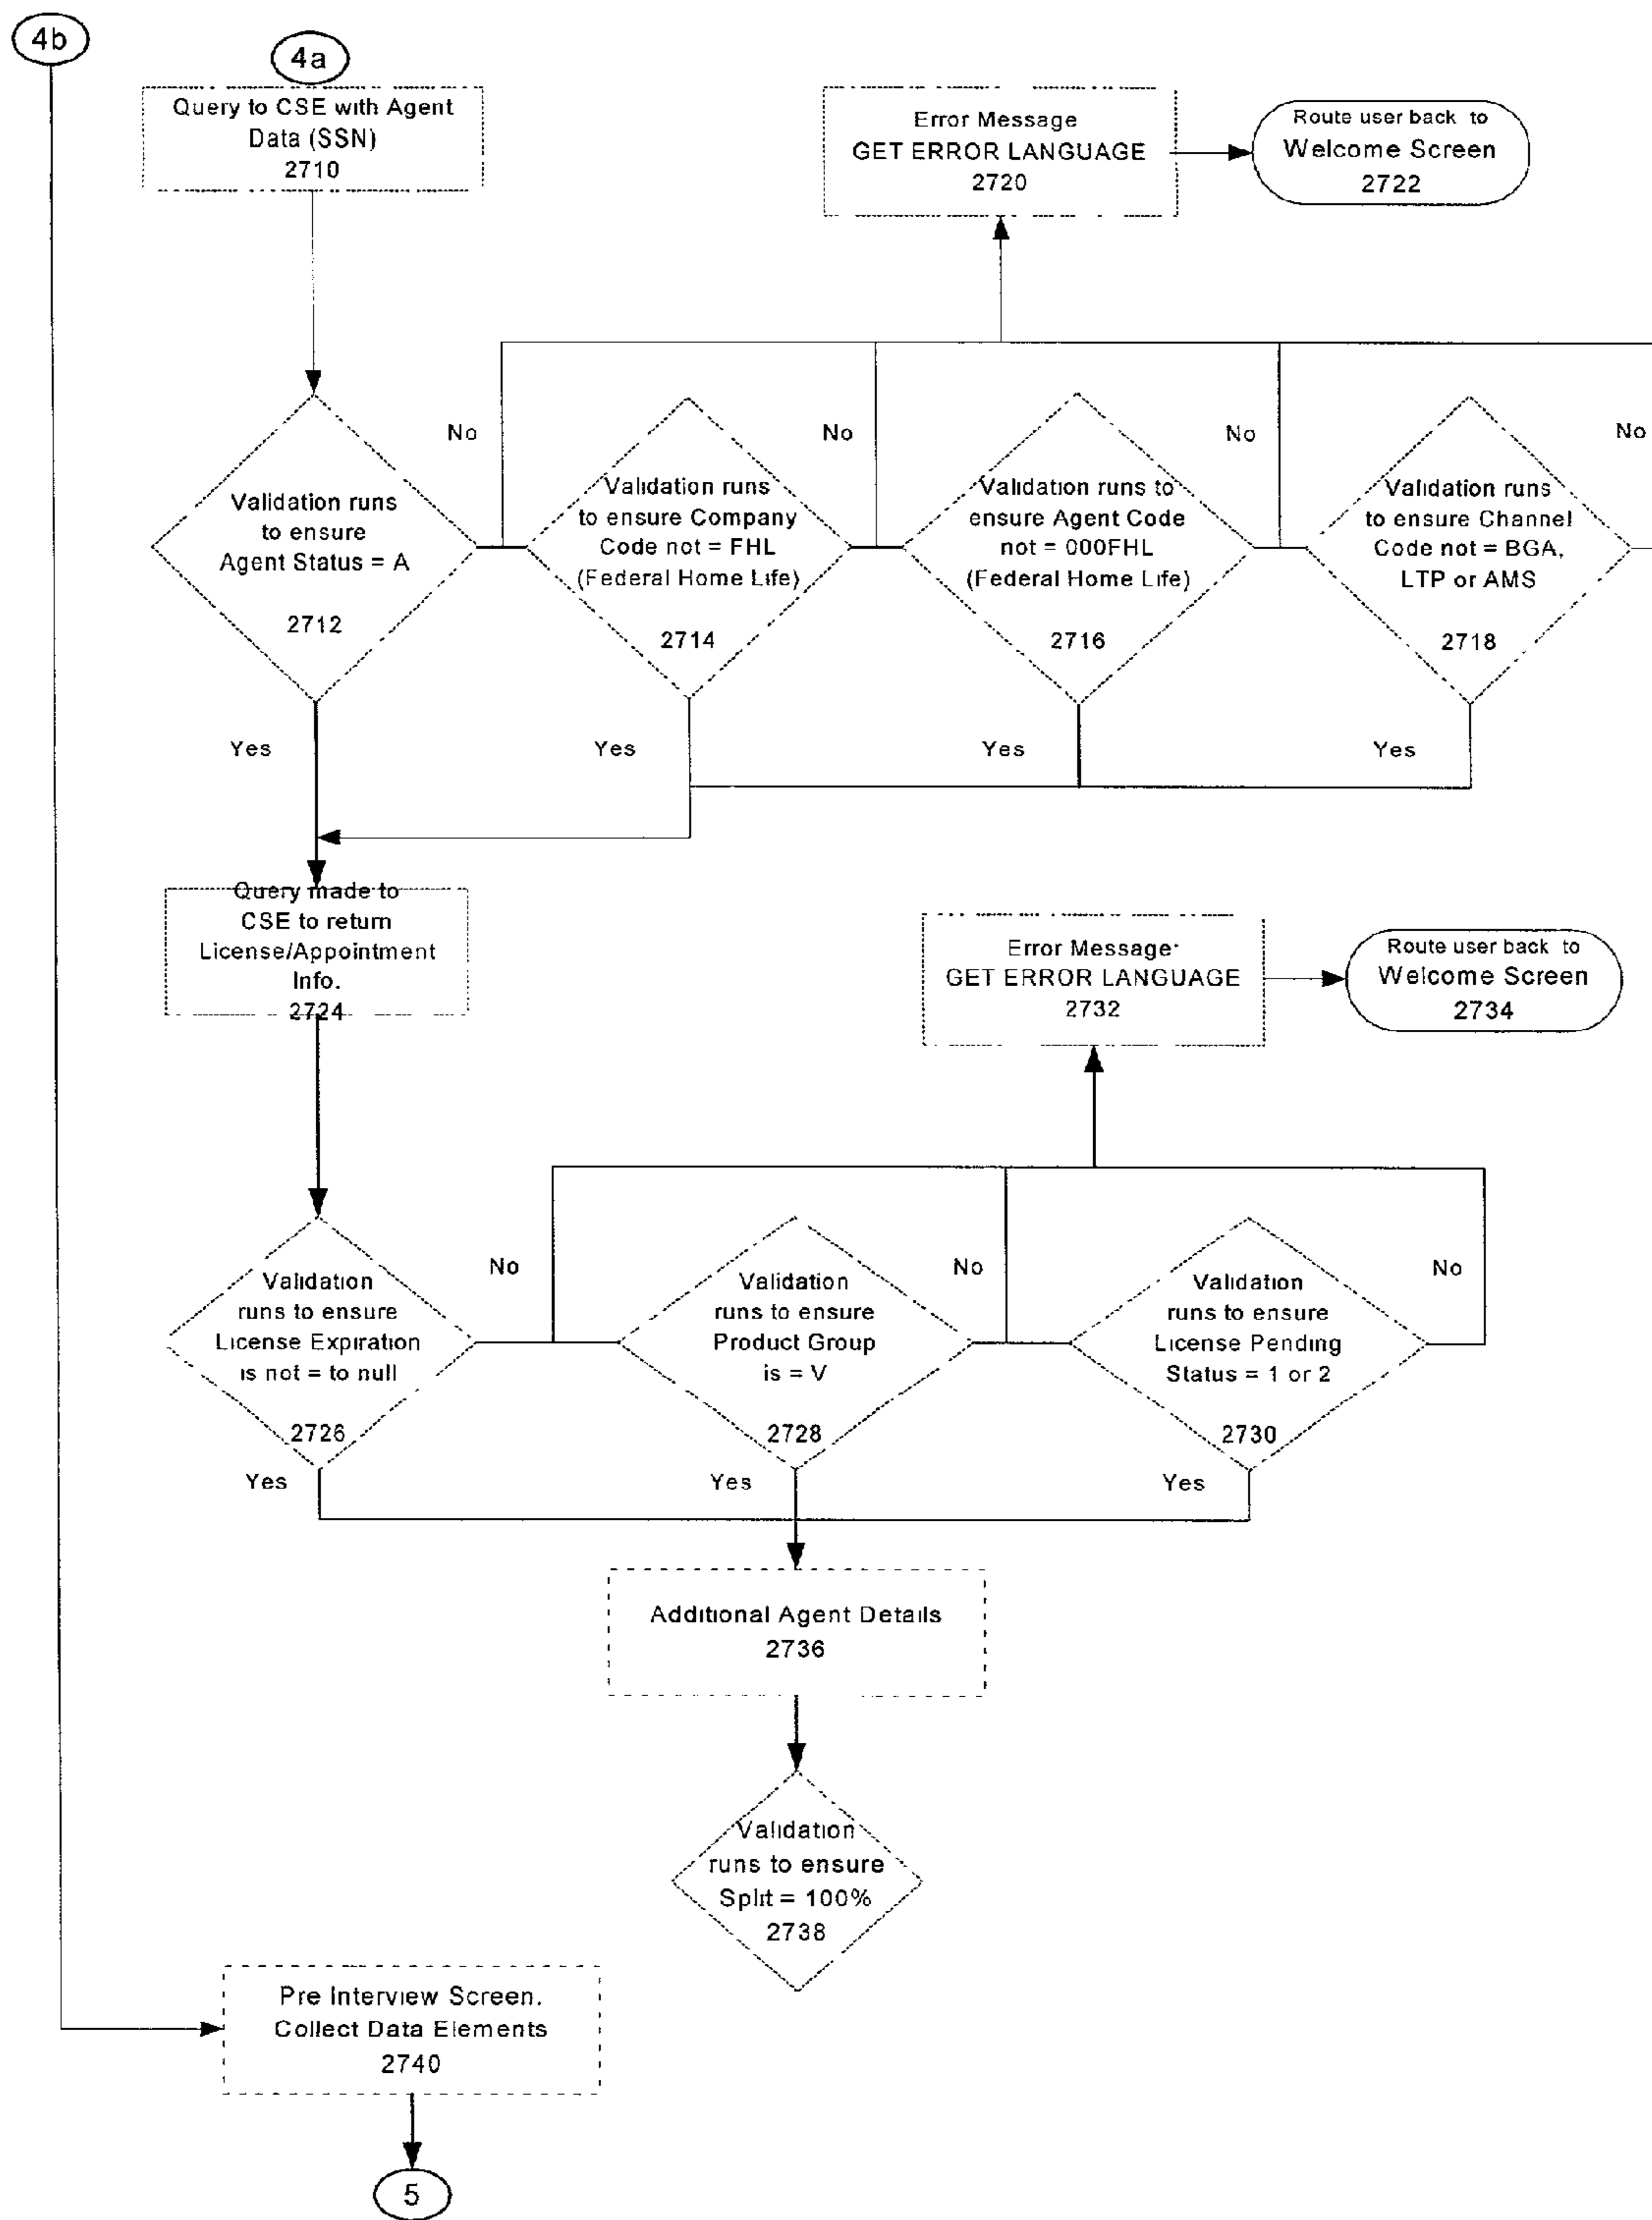 4b
4a
Query to CSE with Agent
Data (SSN)
2710
Error Message
GET ERROR LANGUAGE
2720
Route user back to
Welcome Screen
2722
No
No
No
No
Validation runs
to ensure
Agent Status = A
2712
Validation runs
to ensure Company
Code not = FHL
(Federal Home Life)
2714
Validation runs to
ensure Agent Code
not = 000FHL
(Federal Home Life)
2716
Validation runs
to ensure Channel
Code not = BGA,
LTP or AMS
2718
Yes
Yes
Yes
Yes
Query made to
CSE to return
License/Appointment
Info.
2724
Error Message:
GET ERROR LANGUAGE
2732
Route user back to
Welcome Screen
2734
No
No
No
Validation
runs to ensure
License Expiration
is not = to null
2726
Validation
runs to ensure
Product Group
is = V
2728
Validation
runs to ensure
License Pending
Status = 1 or 2
2730
Yes
Yes
Yes
Additional Agent Details
2736
Validation
runs to ensure
Split = 100%
2738
Pre Interview Screen.
Collect Data Elements
2740
5